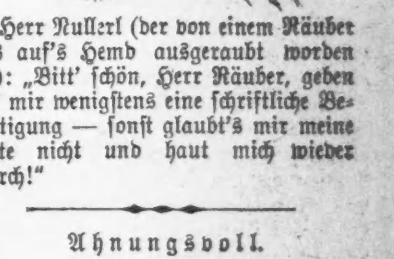 Herr Nullerl (der von einem Räuber
auf's Hemd ausgeraubt worden
: „Bitt' schön, Herr Räuber, geben
mir wenigstens eine schriftliche Be-
tigung — sonst glaubt's mir meine
te nicht und haut mich wieder
rch!"
Ahnungsvoll.